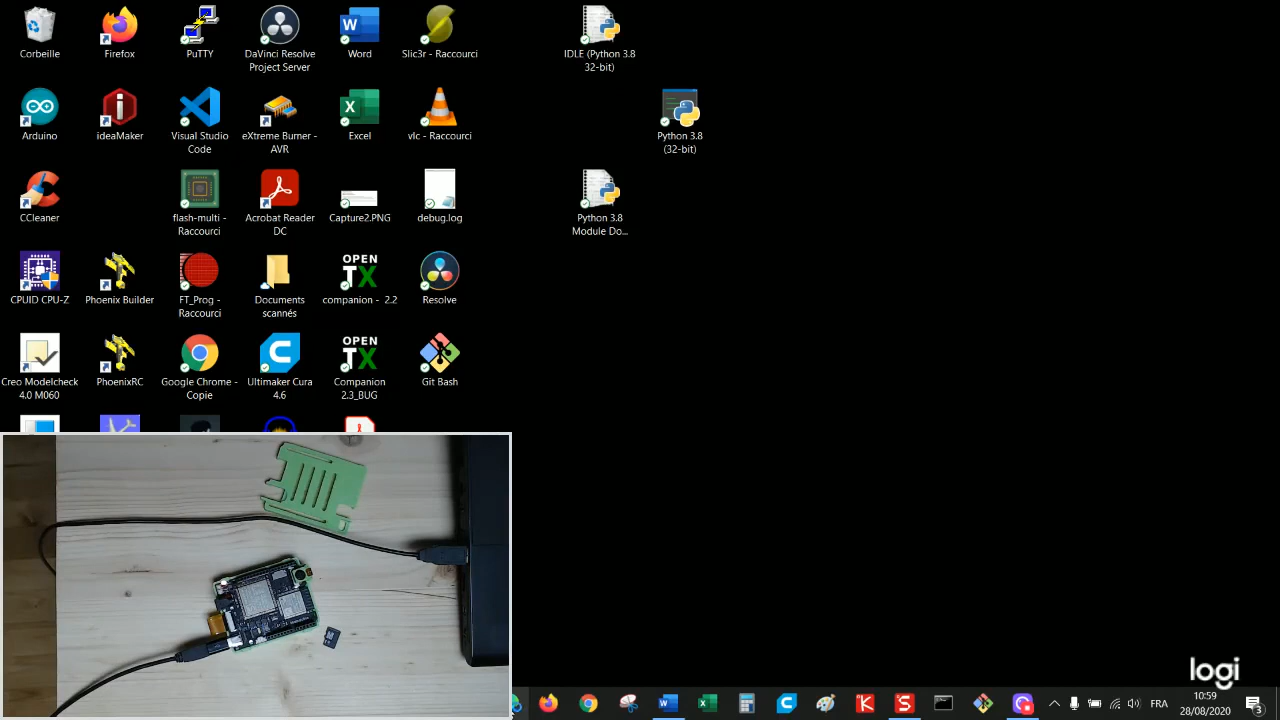 Corbeille
Firefox
PuTTY
DaVinci Resolve
Project Server
Word
Slic3r - Raccourci
IDLE (Python 3.8
32-bit)
Arduino
ideaMaker
Visual Studio
Code
eXtreme Burner -
AVR
Excel
vlc - Raccourci
Python 3.8
(32-bit)
CCleaner
flash-multi -
Raccourci
Acrobat Reader
DC
Capture2.PNG
debug.log
Python 3.8
Module Do...
CPUID CPU-Z
Phoenix Builder
FT_Prog -
Raccourci
Documents
scannés
OPEN
TX
companion - 2.2
Resolve
Creo Modelcheck
4.0 M060
PhoenixRC
Google Chrome -
Copie
Ultimaker Cura
4.6
OPEN
TX
Companion
2.3_BUG
Git Bash
logi
FR
10:59
28/08/2020
3